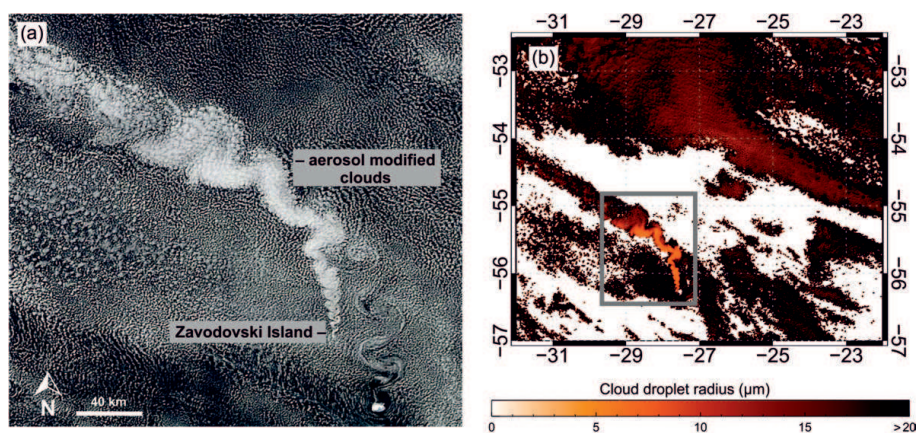 (a)
– aerosol modified
clouds
Zavodovski Island –
N
40 km
−31 −29 −27 −25 −23
(b)
−53
−54
−55
−56
−57
−53
−54
−55
−56
−57
−31 −29 −27 −25 −23
Cloud droplet radius (µm)
0 5 10 15 >20